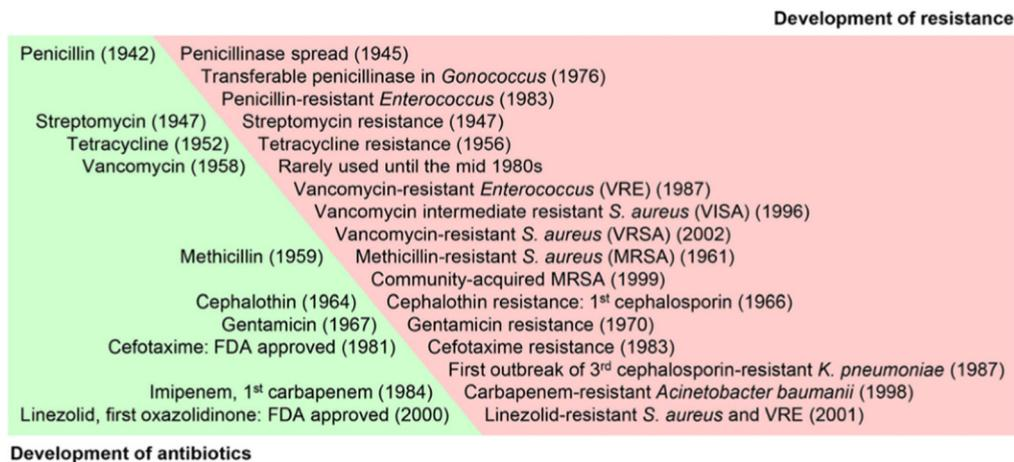 Development of resistance
Penicillin (1942) Penicillinase spread (1945)
Transferable penicillinase in Gonococcus (1976)
Penicillin-resistant Enterococcus (1983)
Streptomycin (1947) Streptomycin resistance (1947)
Tetracycline (1952) Tetracycline resistance (1956)
Vancomycin (1958) Rarely used until the mid 1980s
Vancomycin-resistant Enterococcus (VRE) (1987)
Vancomycin intermediate resistant S. aureus (VISA) (1996)
Vancomycin-resistant S. aureus (VRSA) (2002)
Methicillin (1959) Methicillin-resistant S. aureus (MRSA) (1961)
Community-acquired MRSA (1999)
Cephalothin (1964) Cephalothin resistance: 1st cephalosporin (1966)
Gentamicin (1967) Gentamicin resistance (1970)
Cefotaxime: FDA approved (1981) Cefotaxime resistance (1983)
First outbreak of 3rd cephalosporin-resistant K. pneumoniae (1987)
Imipenem, 1st carbapenem (1984) Carbapenem-resistant Acinetobacter baumanii (1998)
Linezolid, first oxazolidinone: FDA approved (2000) Linezolid-resistant S. aureus and VRE (2001)
Development of antibiotics